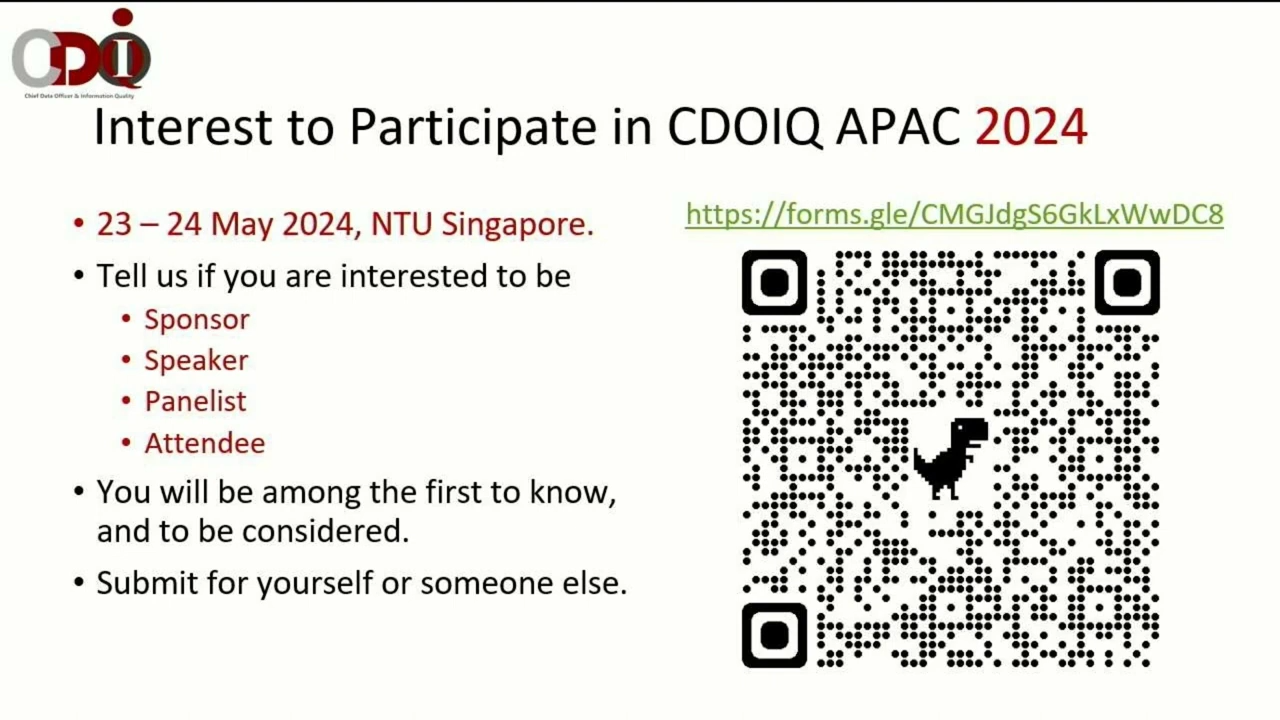 CDIQ
Chief Data Officer & Information Quality
Interest to Participate in CDOIQ APAC 2024
• 23 – 24 May 2024, NTU Singapore.
• Tell us if you are interested to be
• Sponsor
• Speaker
• Panelist
• Attendee
• You will be among the first to know,
and to be considered.
• Submit for yourself or someone else.
https://forms.gle/CMGJdgS6GkLxWwDC8